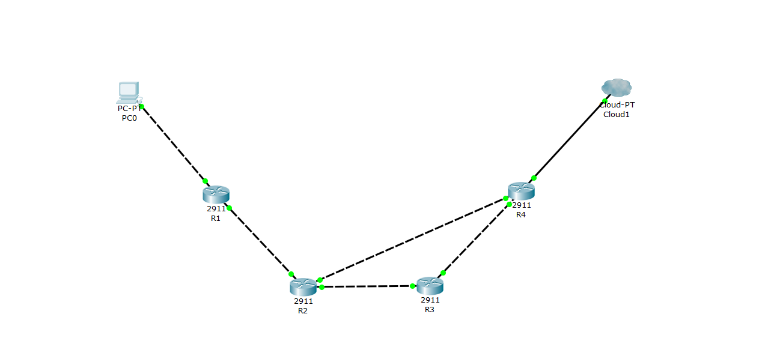 PC-PT
PC0
Cloud-PT
Cloud1
2911
R1
2911
R4
2911
R2
2911
R3